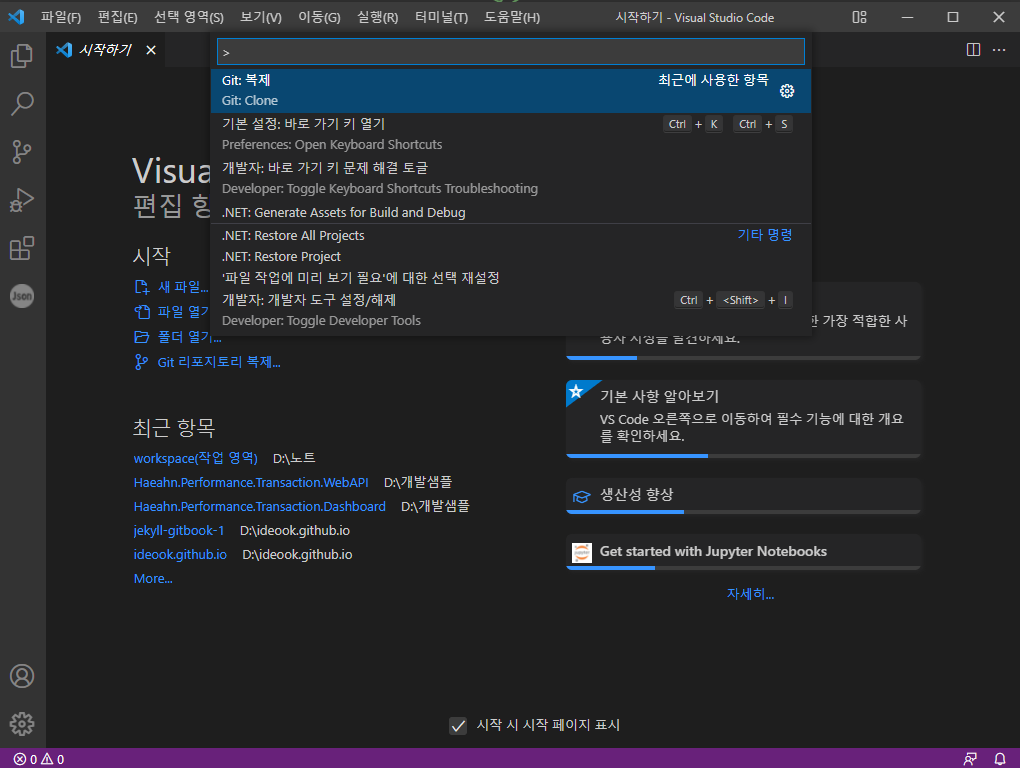 파일(F) 편집(E) 선택 영역(S) 보기(V) 이동(G) 실행(R) 터미널(T) 도움말(H) 시작하기 - Visual Studio Code
시작하기
>
Git: 복제 최근에 사용한 항목
Git: Clone
기본 설정: 바로 가기 키 열기 Ctrl + K Ctrl + S
Preferences: Open Keyboard Shortcuts
개발자: 바로 가기 키 문제 해결 토글
Developer: Toggle Keyboard Shortcuts Troubleshooting
.NET: Generate Assets for Build and Debug
.NET: Restore All Projects 기타 명령
.NET: Restore Project
'파일 작업에 미리 보기 필요'에 대한 선택 재설정
개발자: 개발자 도구 설정/해제 Ctrl + <Shift> + I
Developer: Toggle Developer Tools
Visua
편집 항
시작
새 파일...
파일 열기
폴더 열기...
Git 리포지토리 복제...
최근 항목
workspace(작업 영역) D:\노트
Haeahn.Performance.Transaction.WebAPI D:\개발샘플
Haeahn.Performance.Transaction.Dashboard D:\개발샘플
jekyll-gitbook-1 D:\ideook.github.io
ideook.github.io D:\ideook.github.io
More...
한 가장 적합한 사
용자 지정을 발견하세요.
기본 사항 알아보기
VS Code 오른쪽으로 이동하여 필수 기능에 대한 개요
를 확인하세요.
생산성 향상
Get started with Jupyter Notebooks
자세히...
Json
시작 시 시작 페이지 표시
0 0